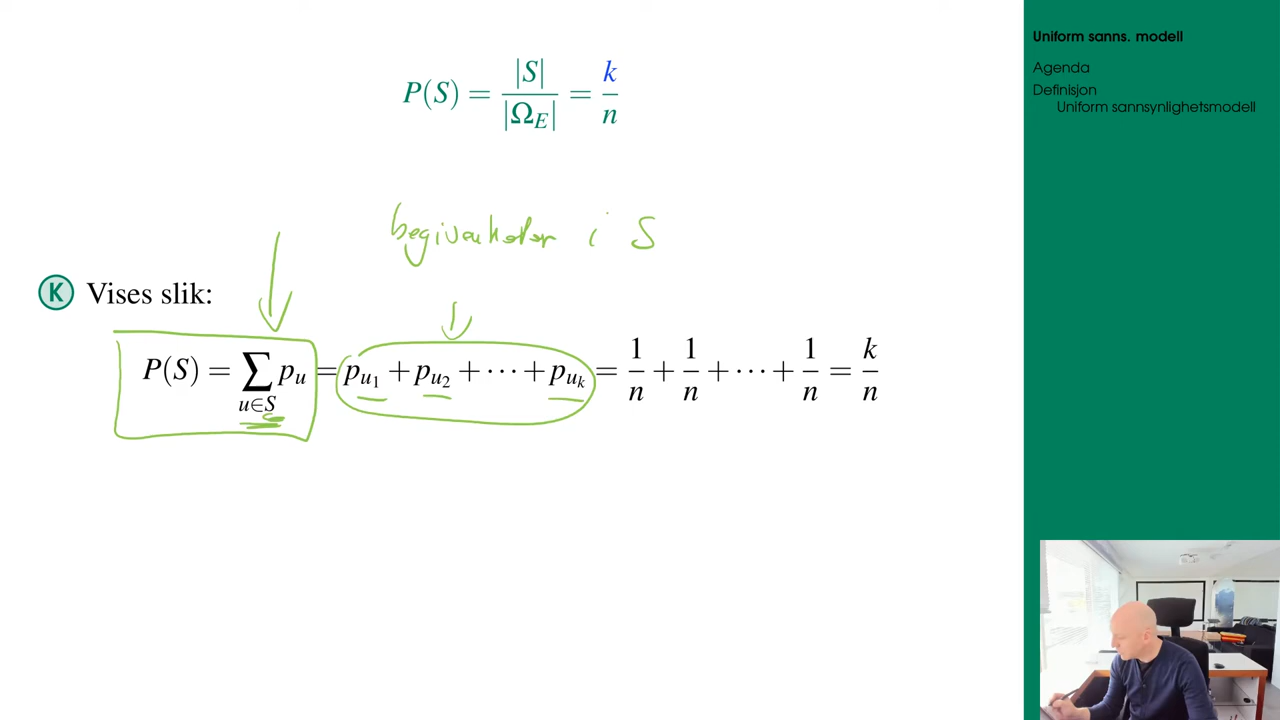 P(S) = |S| / |Ω_E| = k / n
begivenheter i S
K Vises slik:
P(S) = ∑_{u∈S} p_u = p_{u_1} + p_{u_2} + ··· + p_{u_k} = 1/n + 1/n + ··· + 1/n = k/n
Uniform sanns. modell
Agenda
Definisjon
Uniform sannsynlighetsmodell